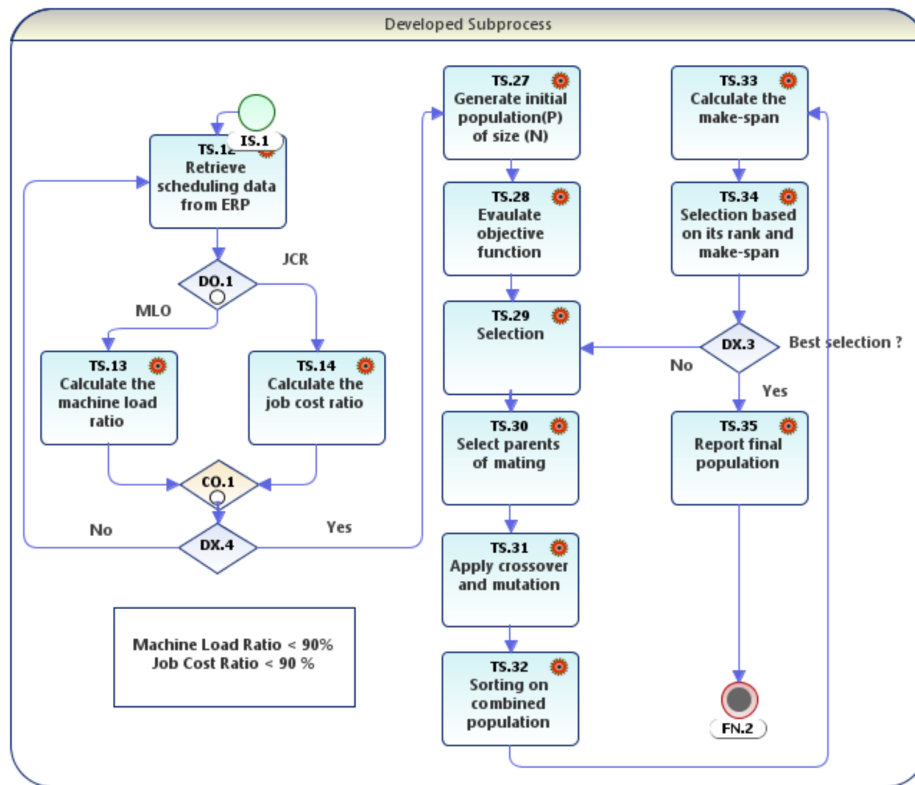 Developed Subprocess
IS.1
TS.12
Retrieve
scheduling data
from ERP
DO.1
JCR
MLO
TS.13
Calculate the
machine load
ratio
TS.14
Calculate the
job cost ratio
CO.1
DX.4
No
Yes
Machine Load Ratio < 90%
Job Cost Ratio < 90 %
TS.27
Generate initial
population(P)
of size (N)
TS.28
Evaulate
objective
function
TS.29
Selection
TS.30
Select parents
of mating
TS.31
Apply crossover
and mutation
TS.32
Sorting on
combined
population
TS.33
Calculate the
make-span
TS.34
Selection based
on its rank and
make-span
DX.3
Best selection ?
No
Yes
TS.35
Report final
population
FN.2